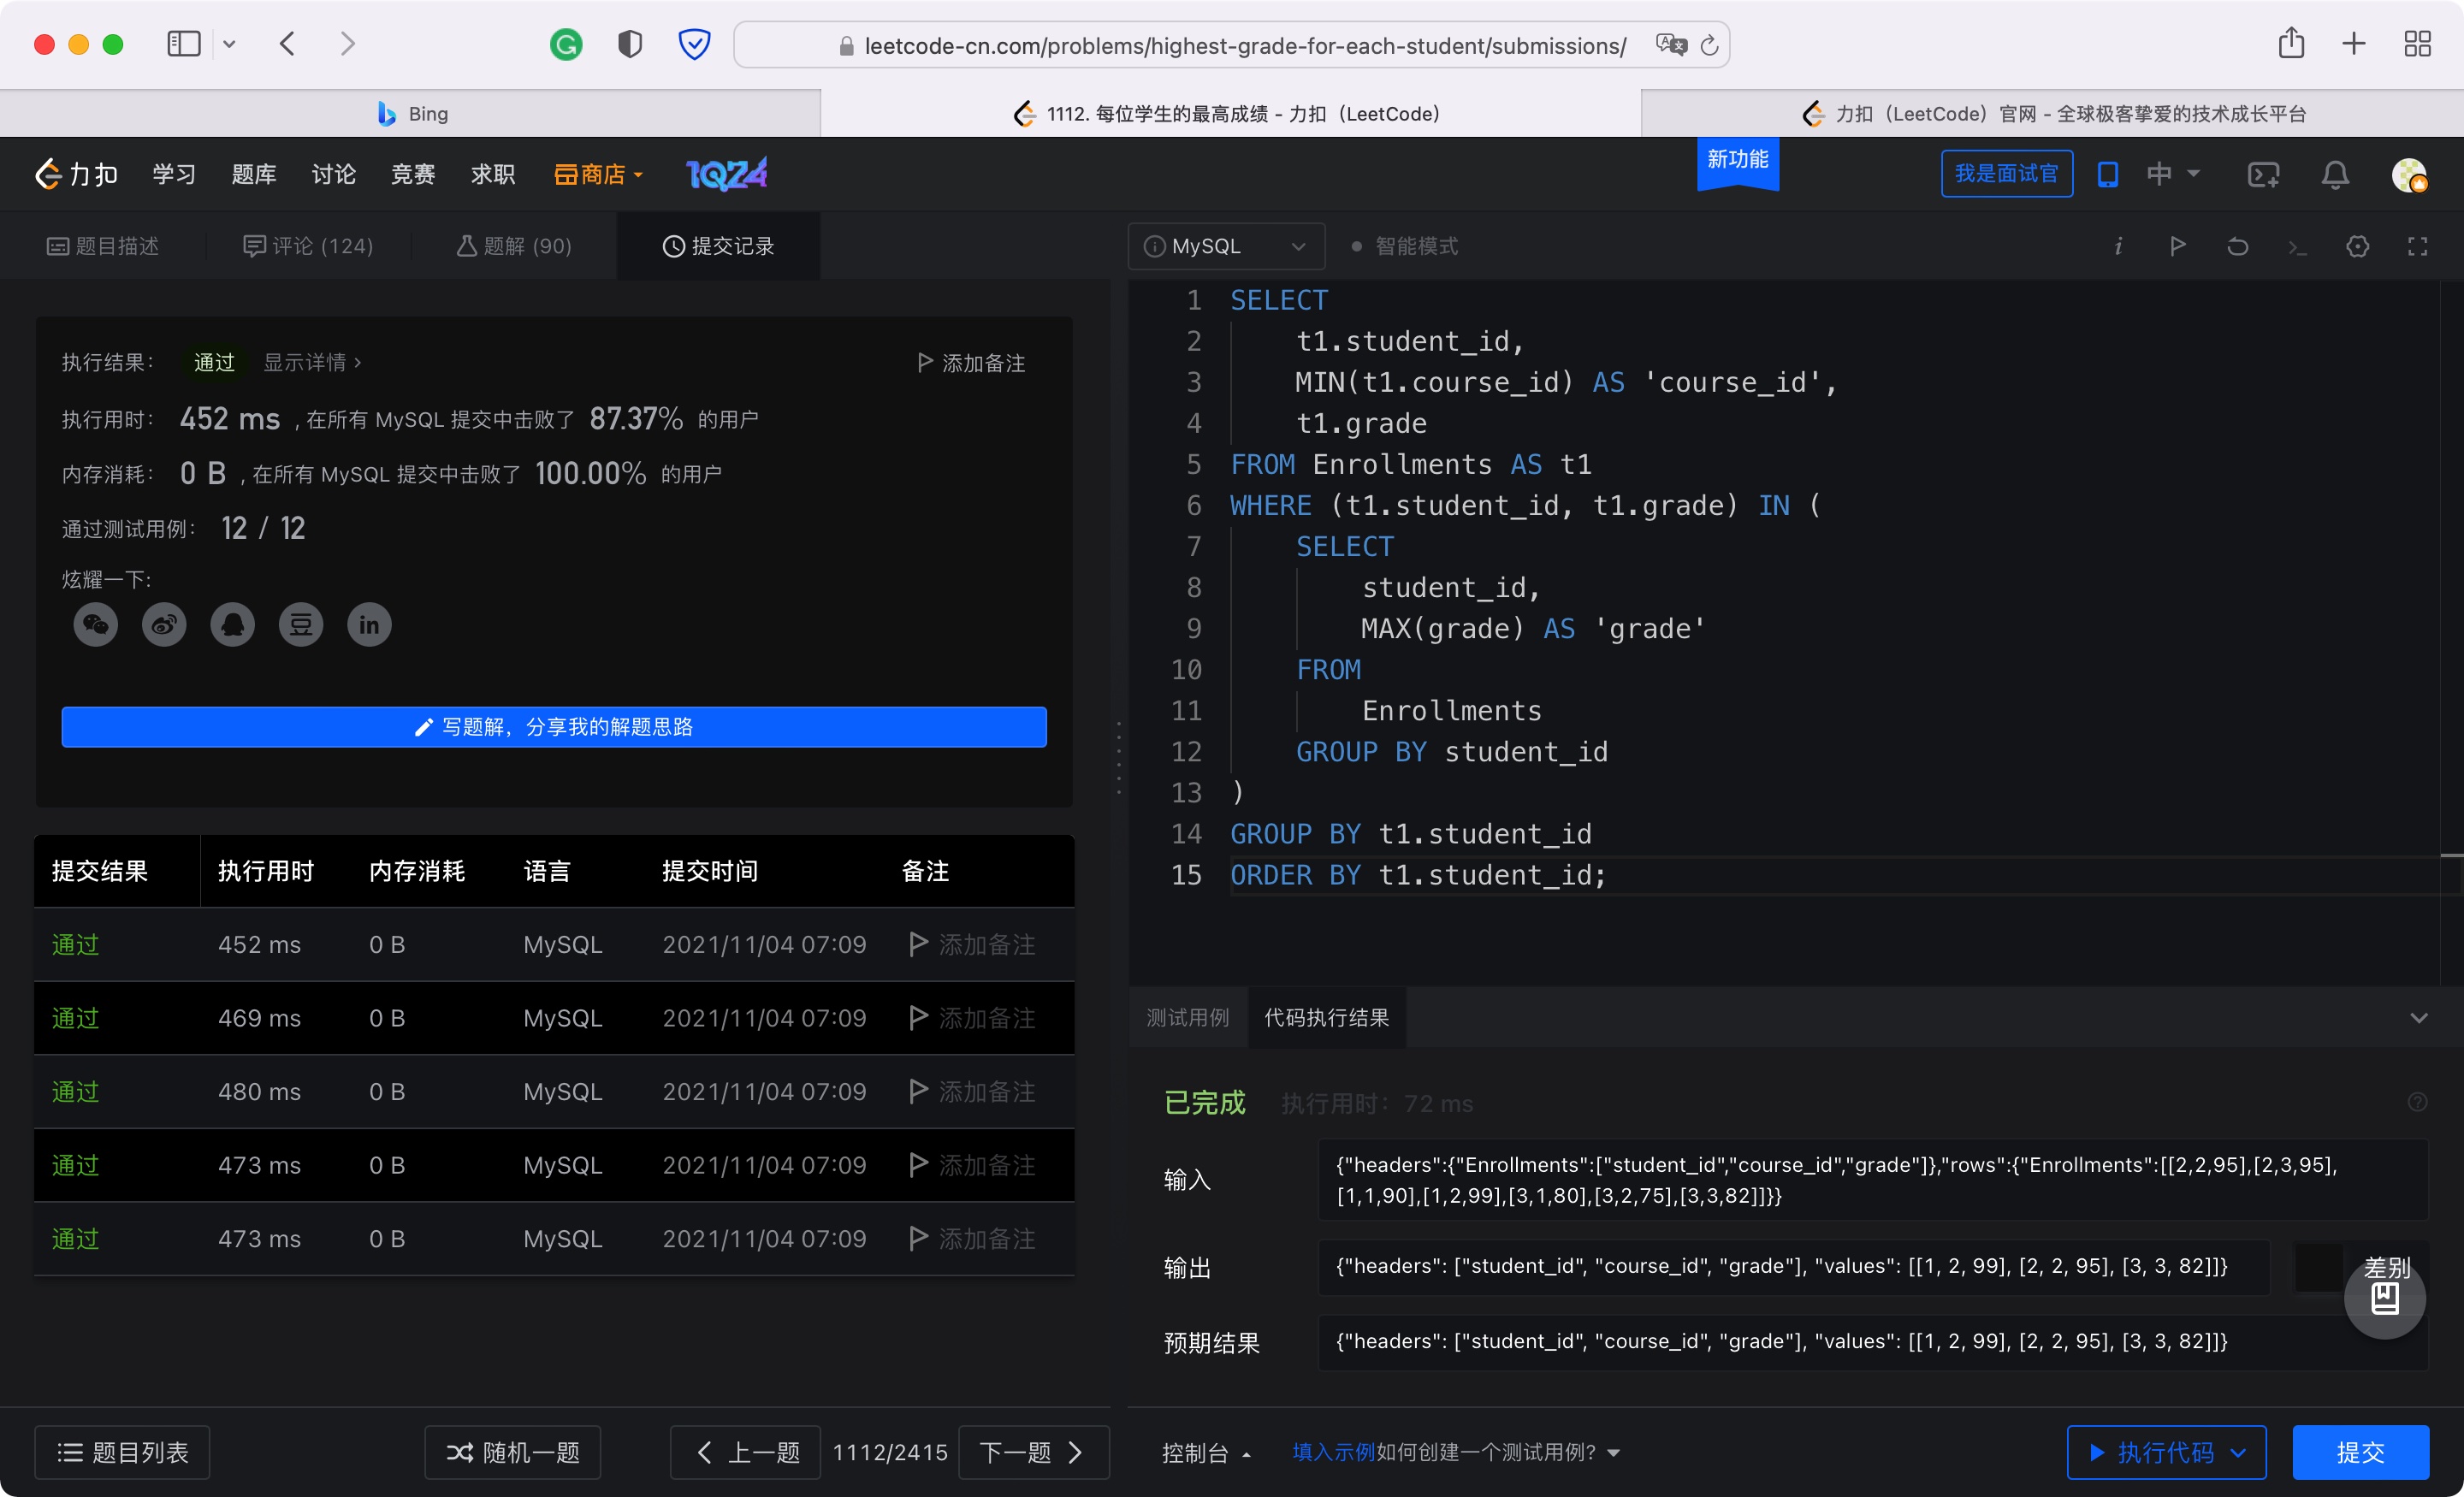 leetcode-cn.com/problems/highest-grade-for-each-student/submissions/
Bing
1112. 每位学生的最高成绩 - 力扣（LeetCode）
力扣（LeetCode）官网 - 全球极客挚爱的技术成长平台
力扣
学习
题库
讨论
竞赛
求职
商店
1024
新功能
我是面试官
中
题目描述
评论 (124)
题解 (90)
提交记录
MySQL
智能模式
执行结果：
通过
显示详情 ›
添加备注
执行用时： 452 ms , 在所有 MySQL 提交中击败了 87.37% 的用户
内存消耗： 0 B , 在所有 MySQL 提交中击败了 100.00% 的用户
通过测试用例： 12 / 12
炫耀一下:
豆
in
写题解，分享我的解题思路
提交结果 执行用时 内存消耗 语言 提交时间 备注
通过 452 ms 0 B MySQL 2021/11/04 07:09 添加备注
通过 469 ms 0 B MySQL 2021/11/04 07:09 添加备注
通过 480 ms 0 B MySQL 2021/11/04 07:09 添加备注
通过 473 ms 0 B MySQL 2021/11/04 07:09 添加备注
通过 473 ms 0 B MySQL 2021/11/04 07:09 添加备注
题目列表
随机一题
上一题
1112/2415
下一题
1 SELECT
2 t1.student_id,
3 MIN(t1.course_id) AS 'course_id',
4 t1.grade
5 FROM Enrollments AS t1
6 WHERE (t1.student_id, t1.grade) IN (
7 SELECT
8 student_id,
9 MAX(grade) AS 'grade'
10 FROM
11 Enrollments
12 GROUP BY student_id
13 )
14 GROUP BY t1.student_id
15 ORDER BY t1.student_id;
测试用例
代码执行结果
已完成
执行用时：72 ms
输入
{"headers":{"Enrollments":["student_id","course_id","grade"]},"rows":{"Enrollments":[[2,2,95],[2,3,95],
[1,1,90],[1,2,99],[3,1,80],[3,2,75],[3,3,82]]}}
输出
{"headers": ["student_id", "course_id", "grade"], "values": [[1, 2, 99], [2, 2, 95], [3, 3, 82]]}
差别
预期结果
{"headers": ["student_id", "course_id", "grade"], "values": [[1, 2, 99], [2, 2, 95], [3, 3, 82]]}
控制台
填入示例如何创建一个测试用例?
执行代码
提交